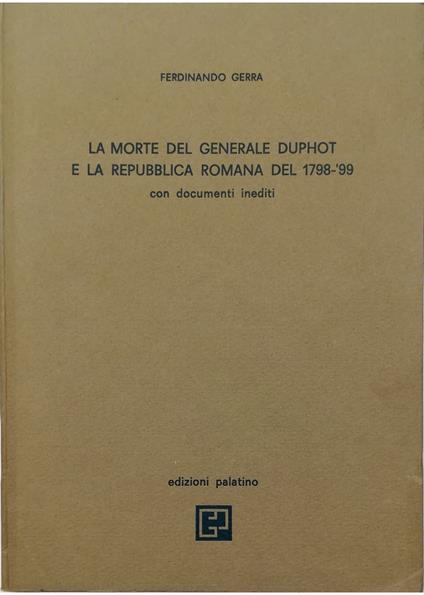 FERDINANDO GERRA
LA MORTE DEL GENERALE DUPHOT
E LA REPUBBLICA ROMANA DEL 1798-'99
con documenti inediti
edizioni palatino